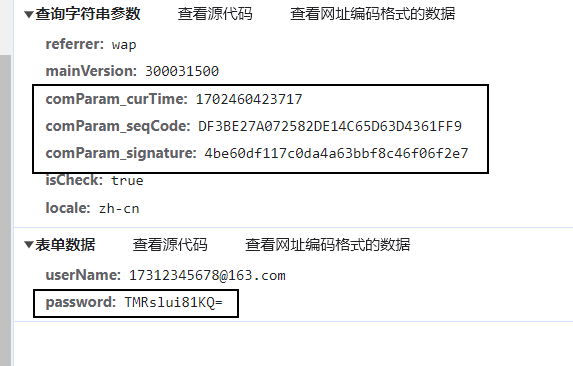 ▼查询字符串参数 查看源代码 查看网址编码格式的数据
referrer: wap
mainVersion: 300031500
comParam_curTime: 1702460423717
comParam_seqCode: DF3BE27A072582DE14C65D63D4361FF9
comParam_signature: 4be60df117c0da4a63bbf8c46f06f2e7
isCheck: true
locale: zh-cn
▼表单数据 查看源代码 查看网址编码格式的数据
userName: 17312345678@163.com
password: TMRslui81KQ=